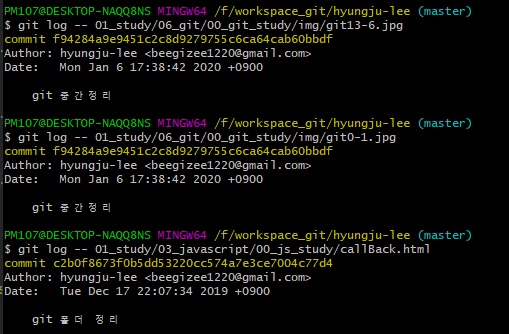 PM107@DESKTOP-NAQQ8NS MINGW64 /f/workspace_git/hyungju-lee (master)
$ git log -- 01_study/06_git/00_git_study/img/git13-6.jpg
commit f94284a9e9451c2c8d9279755c6ca64cab60bbdf
Author: hyungju-lee <beegizee1220@gmail.com>
Date:   Mon Jan 6 17:38:42 2020 +0900
git 중간정리
PM107@DESKTOP-NAQQ8NS MINGW64 /f/workspace_git/hyungju-lee (master)
$ git log -- 01_study/06_git/00_git_study/img/git0-1.jpg
commit f94284a9e9451c2c8d9279755c6ca64cab60bbdf
Author: hyungju-lee <beegizee1220@gmail.com>
Date:   Mon Jan 6 17:38:42 2020 +0900
git 중간정리
PM107@DESKTOP-NAQQ8NS MINGW64 /f/workspace_git/hyungju-lee (master)
$ git log -- 01_study/03_javascript/00_js_study/callBack.html
commit c2b0f8673f0b5dd53220cc574a7e3ce7004c77d4
Author: hyungju-lee <beegizee1220@gmail.com>
Date:   Tue Dec 17 22:07:34 2019 +0900
git 폴더 정리